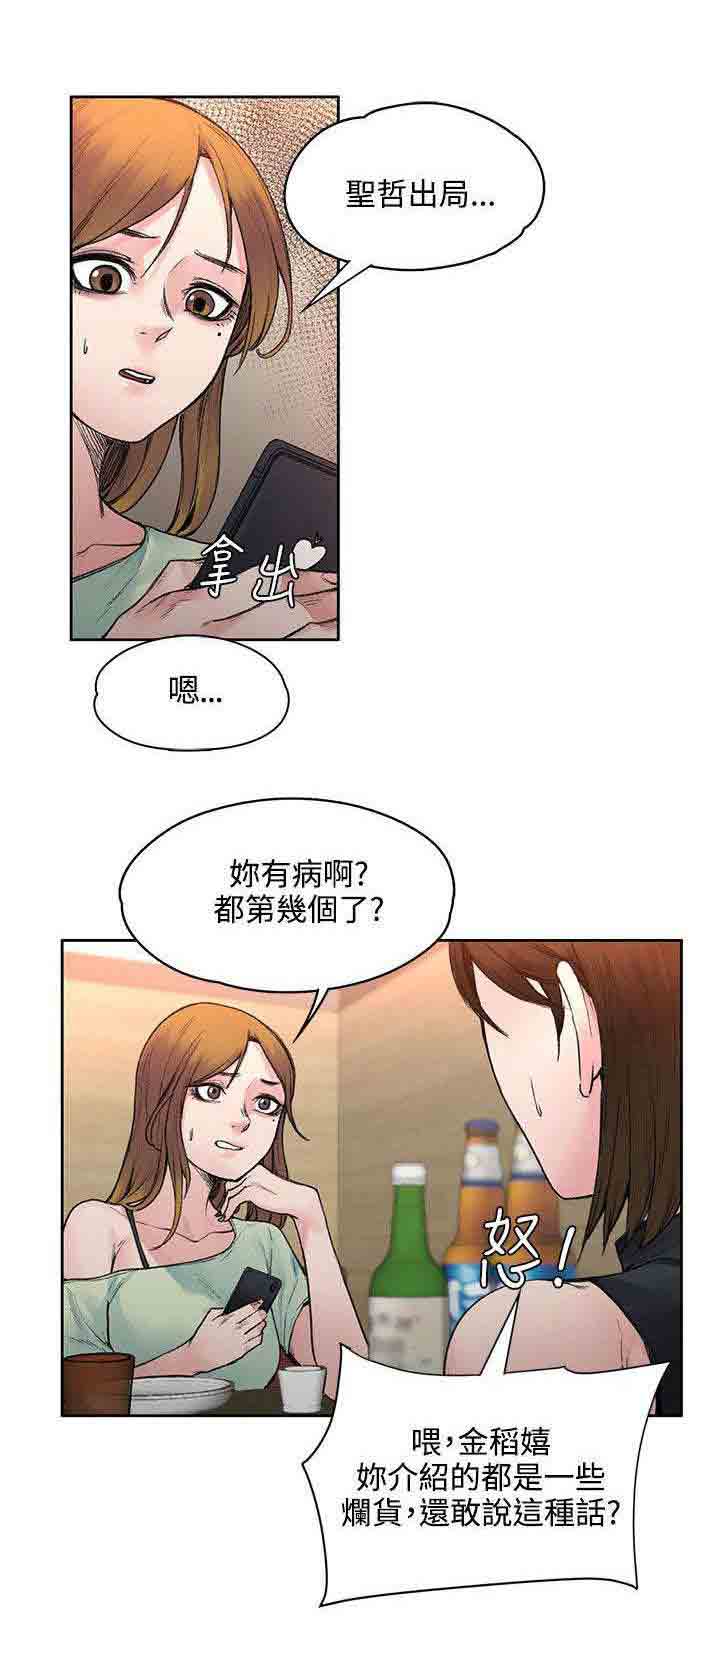 聖哲出局...
拿出
嗯...
妳有病啊?
都第幾個了?
怒!
喂,金稻嬉
妳介紹的都是一些
爛貨,還敢說這種話?